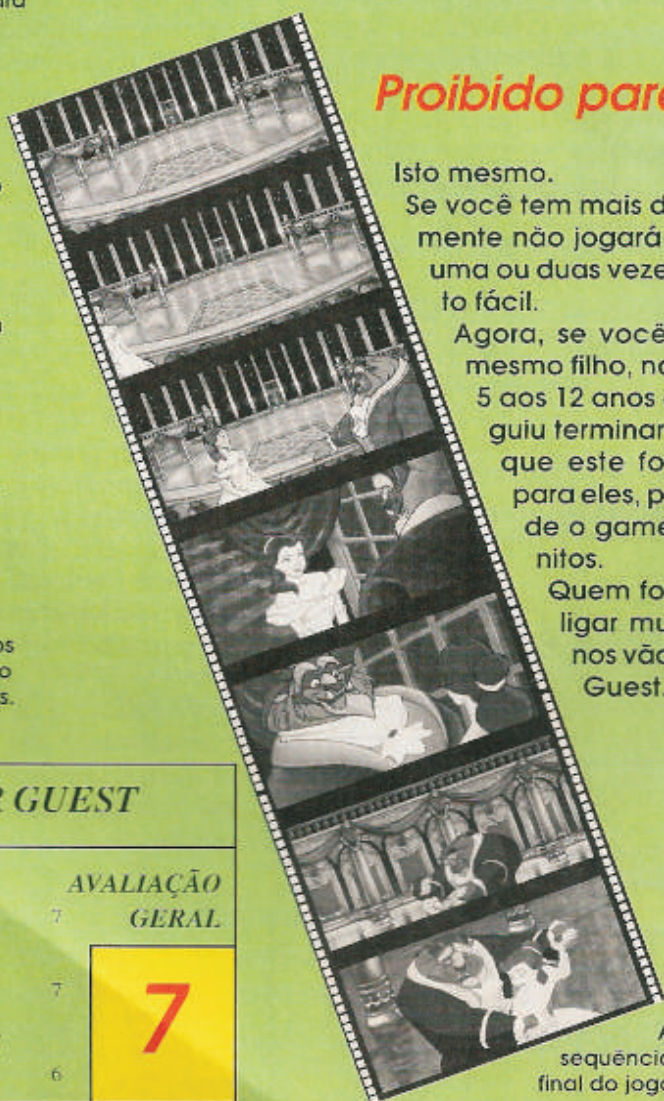 Proibido para
Isto mesmo.
Se você tem mais d
mente não jogará
uma ou duas veze
to fácil.
Agora, se você
mesmo filho, na
5 aos 12 anos
guiu terminar
que este fo
para eles, p
de o game
nitos.
Quem fo
ligar mu
nos vão
Guest.
os
o
s.
R GUEST
AVALIAÇÃO
7 GERAL
7
7
6
sequência
final do jogo